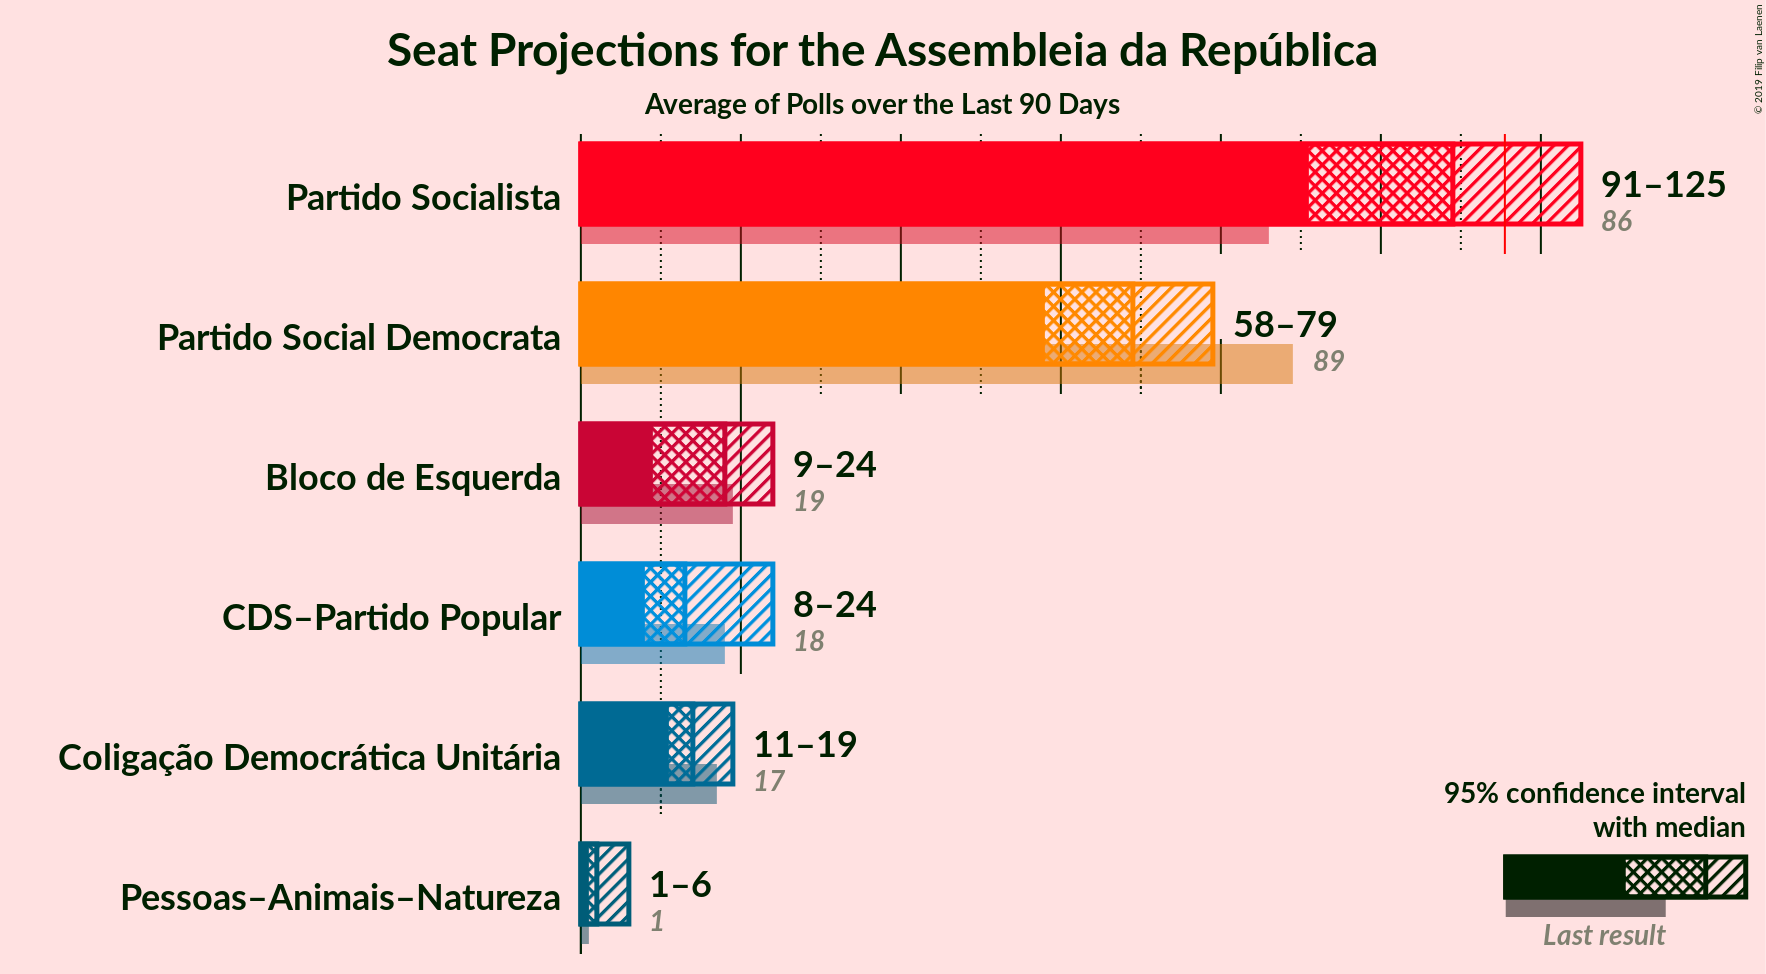 Seat Projections for the Assembleia da República
Average of Polls over the Last 90 Days
© 2019 Filip van Laenen
Partido Socialista
91–125
86
Partido Social Democrata
58–79
89
Bloco de Esquerda
9–24
19
CDS–Partido Popular
8–24
18
Coligação Democrática Unitária
11–19
17
Pessoas–Animais–Natureza
1–6
1
95% confidence interval
with median
Last result